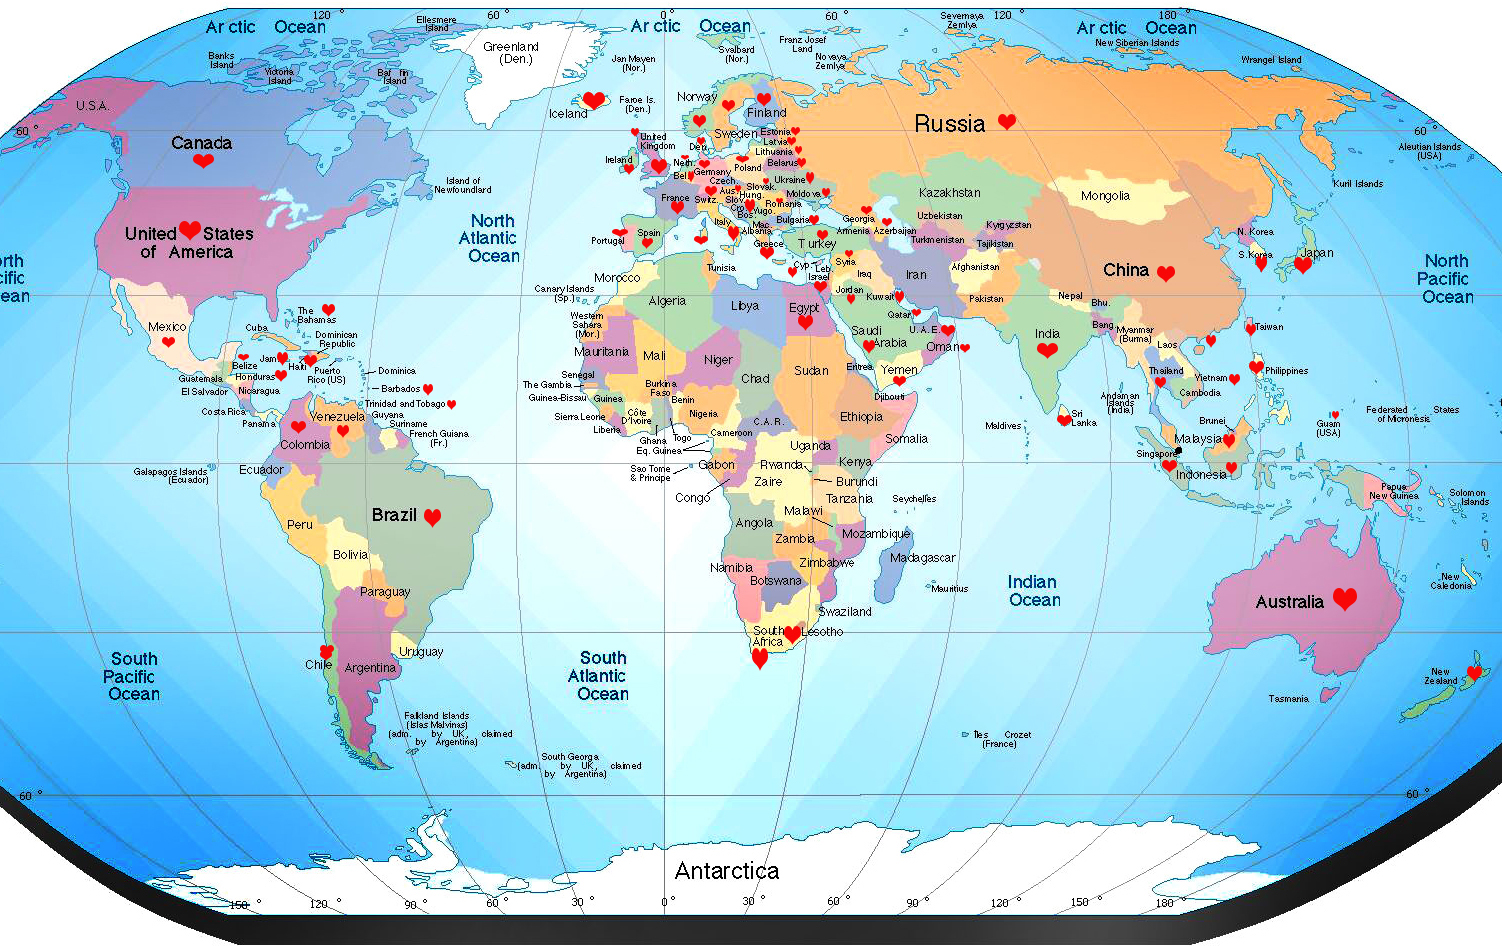 120 °
60 °
0 °
60 °
120 °
180 °
Arctic Ocean
Arctic Ocean
Arctic Ocean
Ellesmere
Island
Banks
Island
Victoria
Island
Baffin
Island
Greenland
(Den.)
Jan Mayen
(Nor.)
Svalbard
(Nor.)
Franz Josef
Land
Novaya
Zemlya
Severnaya
Zemlya
New Siberian Islands
Wrangel Island
U.S.A.
60 °
Canada
Iceland
Faroe Is.
(Den.)
Norway
Sweden
Finland
Russia
60 °
Aleutian Islands
(USA)
Kuril Islands
Island of
Newfoundland
United States
of America
North
Atlantic
Ocean
orth
cific
ean
United
Kingdom
Ireland
Den.
Neth.
Bel.
Germany
Poland
Estonia
Latvia
Lithuania
Belarus
Czech.
Slovak.
Ukraine
Aus.
Hung.
Moldova
France
Switz.
Slov.
Romania
Cro.
Bos.
Yugo.
Bulgaria
Mac.
Italy
Albania
Greece
Portugal
Spain
Turkey
Georgia
Armenia
Azerbaijan
Kazakhstan
Uzbekistan
Turkmenistan
Kyrgyzstan
Tajikistan
Mongolia
China
N. Korea
S.Korea
Japan
North
Pacific
Ocean
Morocco
Tunisia
Canary Islands
(Sp.)
Algeria
Libya
Egypt
Cyp.
Leb.
Israel
Syria
Iraq
Iran
Jordan
Kuwait
Qatar
U. A. E.
Saudi
Arabia
Oman
Yemen
Afghanistan
Pakistan
Nepal
Bhu.
India
Bang.
Myanmar
(Burma)
Laos
Thailand
Vietnam
Cambodia
Taiwan
Philippines
Mexico
The
Bahamas
Cuba
Dominican
Republic
Jam.
Haiti
Puerto
Rico(US)
Belize
Honduras
Guatemala
El Salvador
Nicaragua
Costa Rica
Panama
Dominica
Barbados
Trinidad and Tobago
Venezuela
Guyana
Suriname
French Guiana
(Fr.)
Colombia
Galapagos Islands
(Ecuador)
Ecuador
Western
Sahara
(Mor.)
Mauritania
Mali
Niger
Chad
Sudan
Eritrea
Djibouti
Senegal
The Gambia
Guinea-Bissau
Guinea
Sierra Leone
Liberia
Côte
D'Ivoire
Burkina
Faso
Benin
Ghana
Togo
Nigeria
Cameroon
C.A.R.
Ethiopia
Somalia
Eq. Guinea
Sao Tome
& Principe
Gabon
Congo
Uganda
Rwanda
Kenya
Zaire
Burundi
Tanzania
Seychelles
Maldives
Sri
Lanka
Andaman
Islands
(India)
Brunei
Malaysia
Singapore
Indonesia
Guam
(USA)
Federated States
of Micronesia
Papua
New Guinea
Solomon
Islands
Brazil
Peru
Bolivia
Paraguay
Angola
Malawi
Zambia
Mozambique
Zimbabwe
Madagascar
Mauritius
Namibia
Botswana
Swaziland
South
Africa
Lesotho
Indian
Ocean
Australia
New
Caledonia
South
Pacific
Ocean
Chile
Argentina
Uruguay
South
Atlantic
Ocean
New
Zealand
Tasmania
Falkland Islands
(Islas Malvinas)
(adm. by UK, claimed
by Argentina)
South Georga
(adm. by UK, claimed
by Argentina)
Îles Crozet
(France)
60 °
60 °
Antarctica
150 °
120 °
90 °
60 °
30 °
0 °
30 °
60 °
90 °
120 °
150 °
180 °